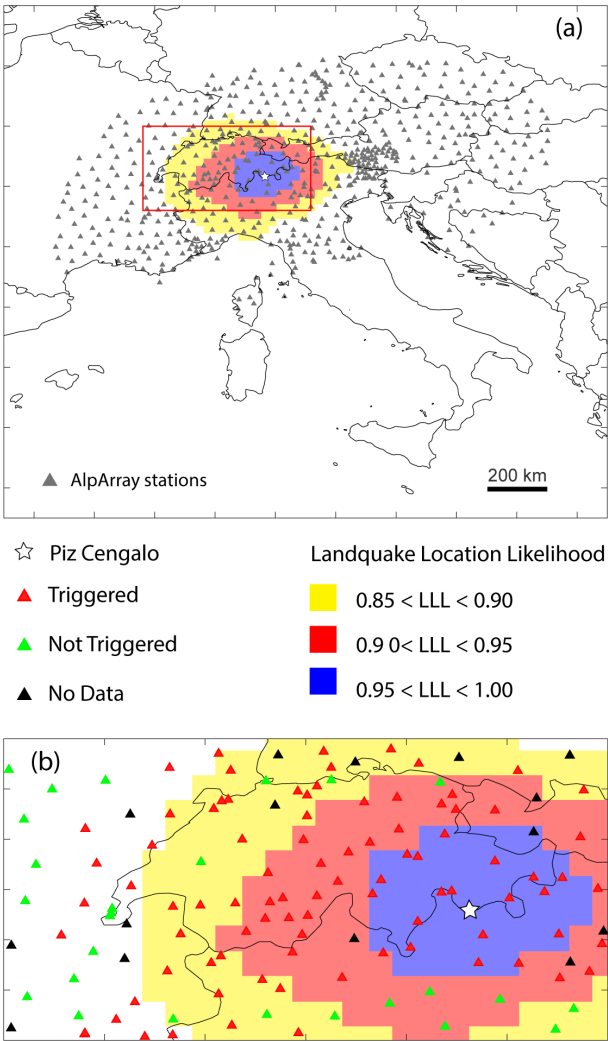 (a)
AlpArray stations
200 km
Piz Cengalo
Landquake Location Likelihood
Triggered
0.85 < LLL < 0.90
Not Triggered
0.9 0< LLL < 0.95
No Data
0.95 < LLL < 1.00
(b)